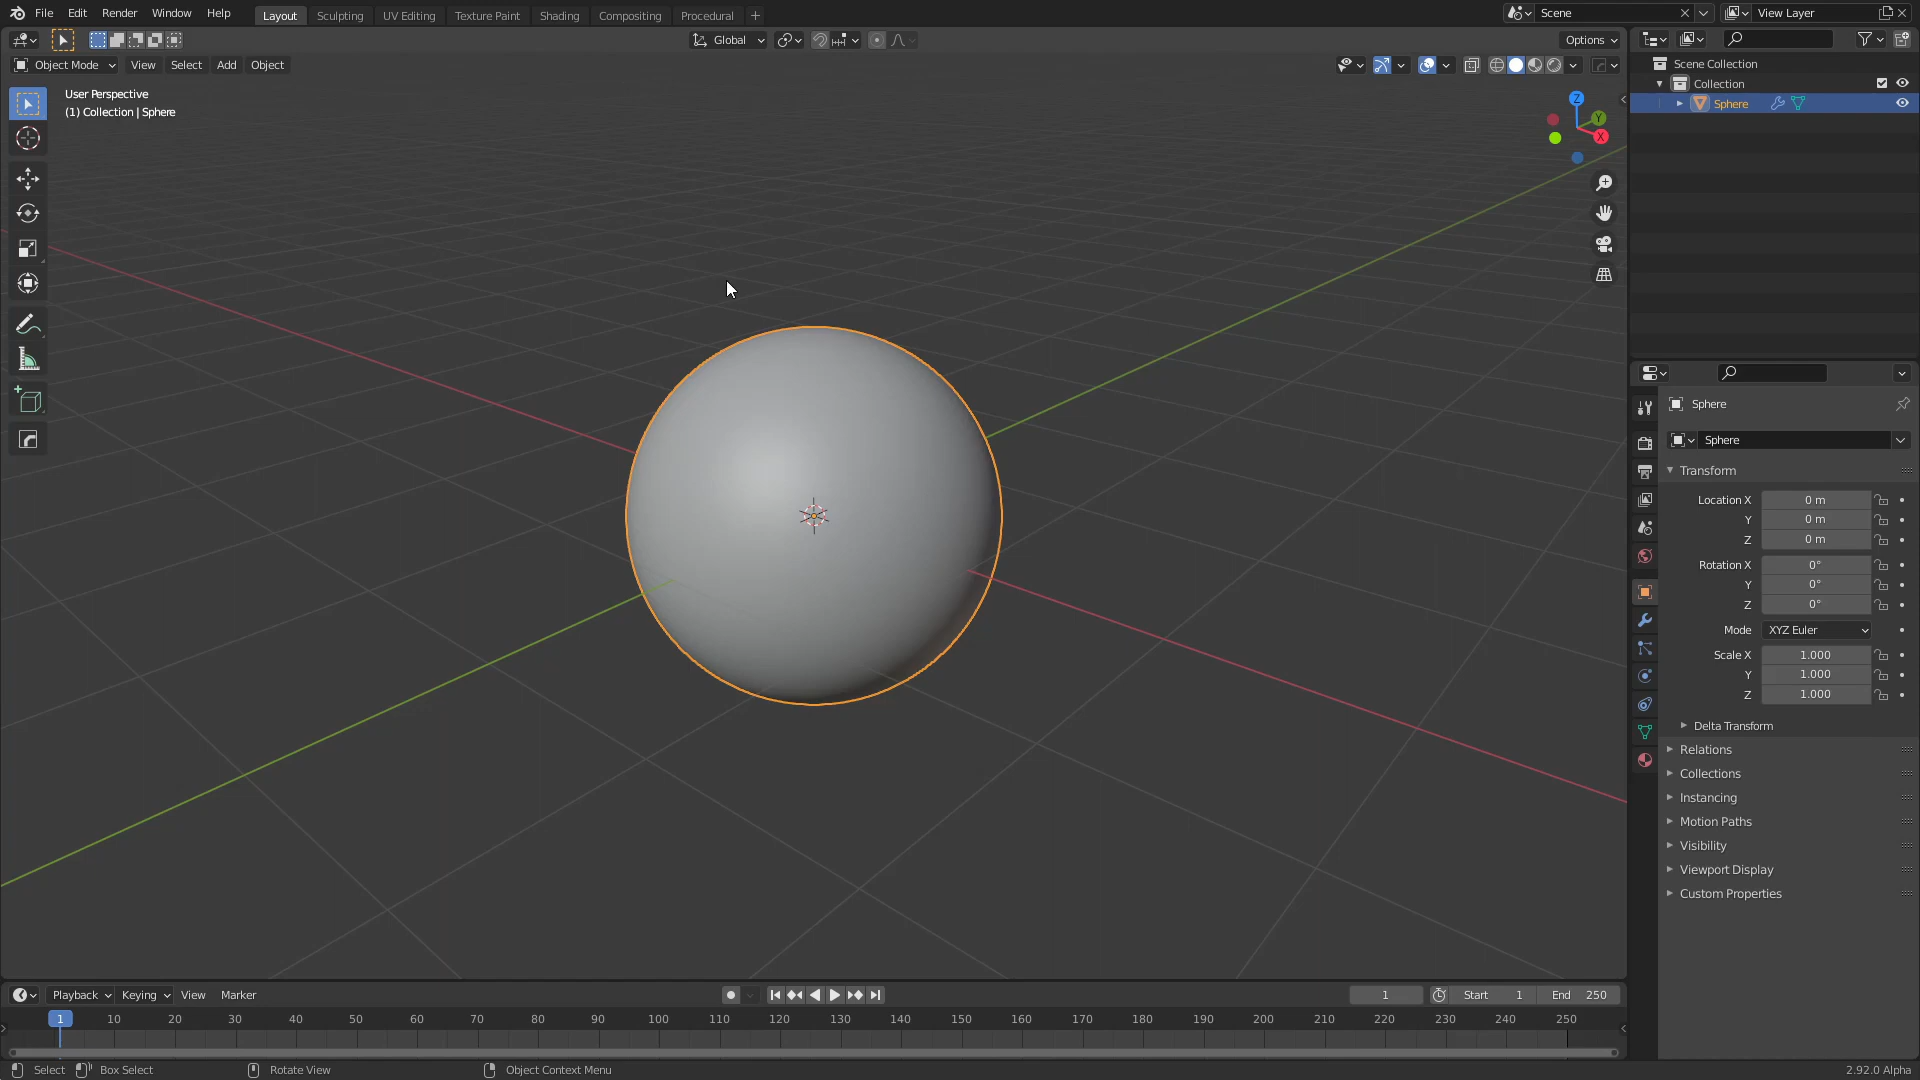 File Edit Render Window Help Layout Sculpting UV Editing Texture Paint Shading Compositing Procedural + Scene View Layer
Global Options
Object Mode View Select Add Object
User Perspective
(1) Collection | Sphere
Z
Y
X
Scene Collection
Collection
Sphere
Sphere
Sphere
Transform
Location X 0 m
Y 0 m
Z 0 m
Rotation X 0°
Y 0°
Z 0°
Mode XYZ Euler
Scale X 1.000
Y 1.000
Z 1.000
Delta Transform
Relations
Collections
Instancing
Motion Paths
Visibility
Viewport Display
Custom Properties
Playback Keying View Marker 1 Start 1 End 250
1 10 20 30 40 50 60 70 80 90 100 110 120 130 140 150 160 170 180 190 200 210 220 230 240 250
Select Box Select Rotate View Object Context Menu 2.92.0 Alpha